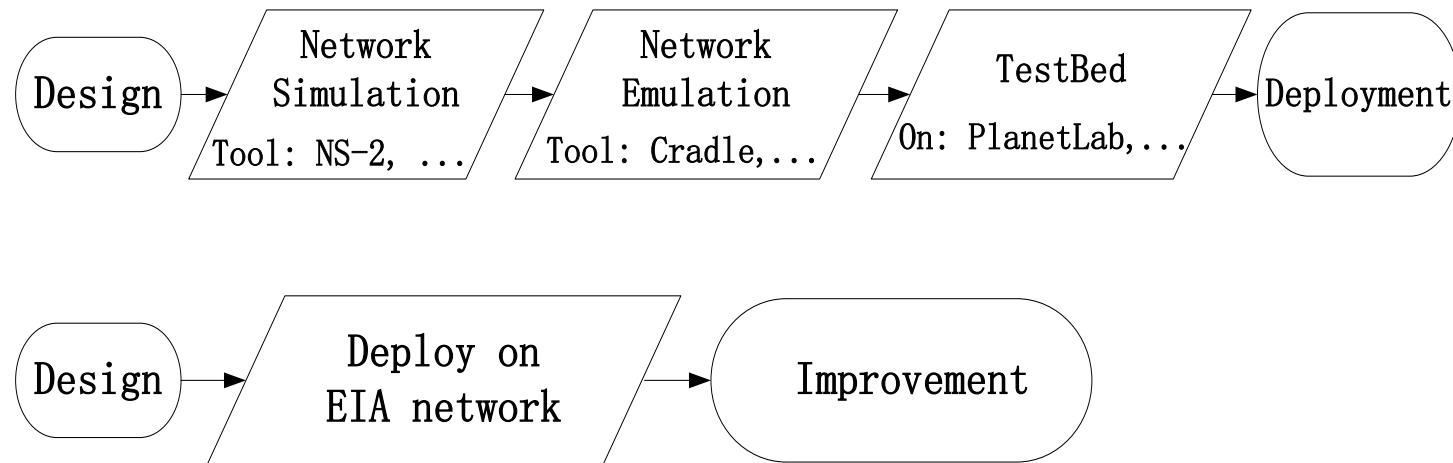 Design
Network
Simulation
Tool: NS-2, ...
Network
Emulation
Tool: Cradle,...
TestBed
On: PlanetLab,...
Deployment
Design
Deploy on
EIA network
Improvement